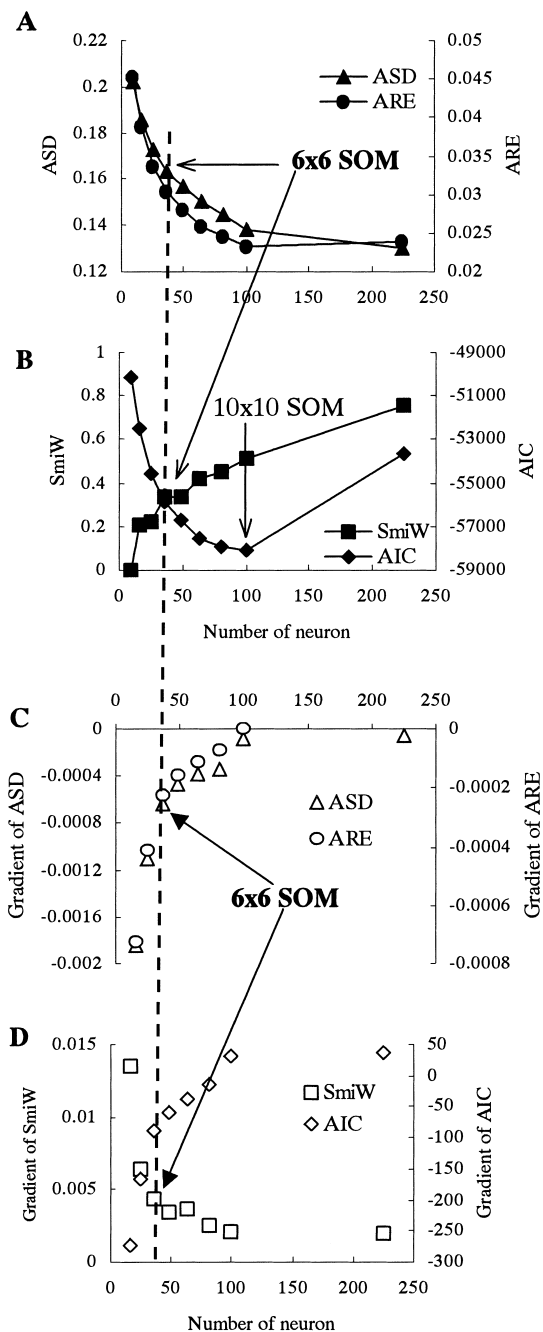 A
0.22
0.2
0.18
0.16
0.14
0.12
ASD
0.05
0.045
0.04
0.035
0.03
0.025
0.02
ARE
ASD
ARE
6x6 SOM
0 50 100 150 200 250
B
1
0.8
0.6
0.4
0.2
0
SmiW
-49000
-51000
-53000
-55000
-57000
-59000
AIC
10x10 SOM
SmiW
AIC
0 50 100 150 200 250
Number of neuron
C
0 50 100 150 200 250
0
-0.0004
-0.0008
-0.0012
-0.0016
-0.002
Gradient of ASD
0
-0.0002
-0.0004
-0.0006
-0.0008
Gradient of ARE
ASD
ARE
6x6 SOM
D
0.015
0.01
0.005
0
Gradient of SmiW
50
0
-50
-100
-150
-200
-250
-300
Gradient of AIC
SmiW
AIC
0 50 100 150 200 250
Number of neuron